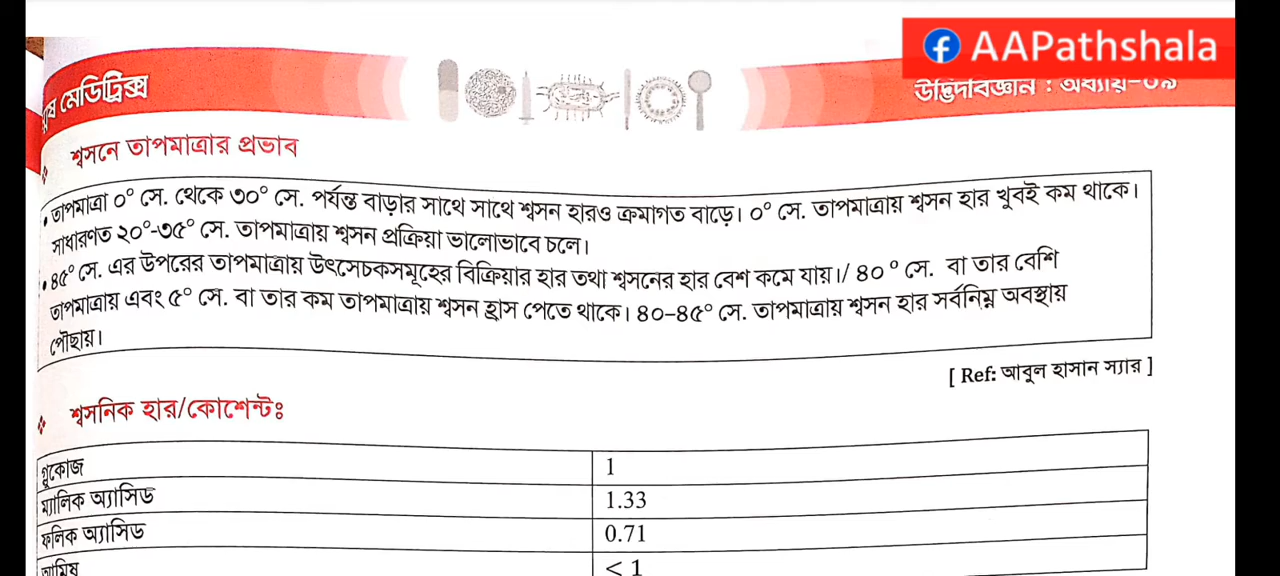 AAPathshala
মেডিট্রিক্স
উদ্ভিদবিজ্ঞান : অধ্যায়-০৯
শ্বসনে তাপমাত্রার প্রভাব
• তাপমাত্রা ০° সে. থেকে ৩০° সে. পর্যন্ত বাড়ার সাথে সাথে শ্বসন হারও ক্রমাগত বাড়ে। ০° সে. তাপমাত্রায় শ্বসন হার খুবই কম থাকে।
সাধারণত ২০°-৩৫° সে. তাপমাত্রায় শ্বসন প্রক্রিয়া ভালোভাবে চলে।
• ৪৫° সে. এর উপরের তাপমাত্রায় উৎসেচকসমূহের বিক্রিয়ার হার তথা শ্বসনের হার বেশ কমে যায়।/ ৪০ ° সে. বা তার বেশি
তাপমাত্রায় এবং ৫° সে. বা তার কম তাপমাত্রায় শ্বসন হ্রাস পেতে থাকে। ৪০-৪৫° সে. তাপমাত্রায় শ্বসন হার সর্বনিম্ন অবস্থায়
পৌছায়।
[ Ref: আবুল হাসান স্যার ]
শ্বসনিক হার/কোশেন্টঃ
গ্লুকোজ 1
ম্যালিক অ্যাসিড 1.33
ফলিক অ্যাসিড 0.71
আমিষ < 1